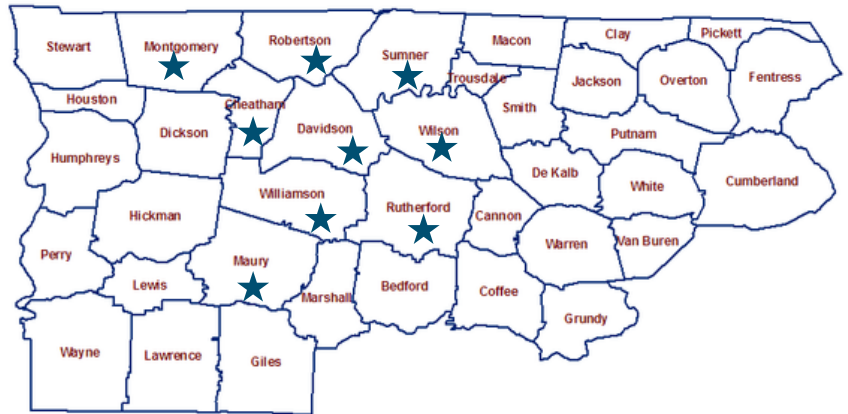 Stewart
Montgomery
Robertson
Sumner
Macon
Clay
Pickett
Houston
Cheatham
Trousdale
Jackson
Overton
Fentress
Dickson
Davidson
Wilson
Smith
Putnam
Humphreys
Williamson
Rutherford
De Kalb
White
Cumberland
Hickman
Cannon
Warren
Van Buren
Perry
Lewis
Maury
Marshall
Bedford
Coffee
Grundy
Wayne
Lawrence
Giles